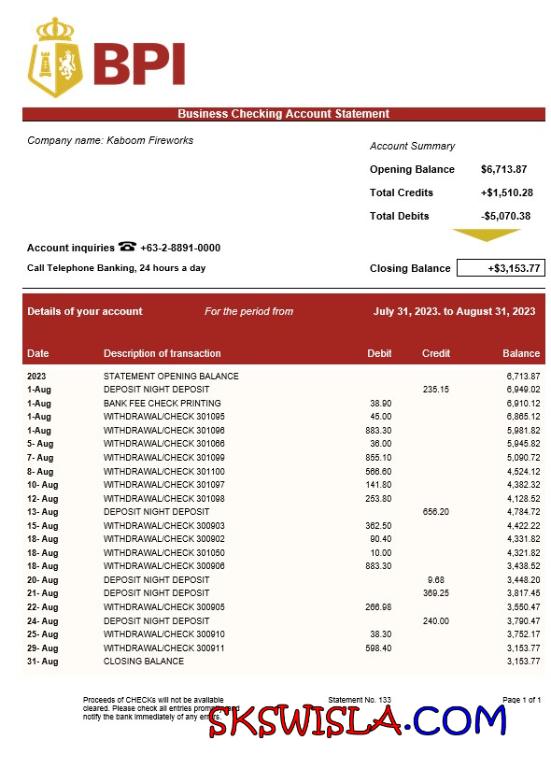 BPI
Business Checking Account Statement
Company name: Kaboom Fireworks
Account Summary
Opening Balance $6,713.87
Total Credits +$1,510.28
Total Debits -$5,070.38
Account inquiries ☎ +63-2-8891-0000
Call Telephone Banking, 24 hours a day
Closing Balance +$3,153.77
Details of your account For the period from July 31, 2023. to August 31, 2023
Date Description of transaction Debit Credit Balance
2023 STATEMENT OPENING BALANCE 6,713.87
1-Aug DEPOSIT NIGHT DEPOSIT 235.15 6,949.02
1-Aug BANK FEE CHECK PRINTING 38.90 6,910.12
1-Aug WITHDRAWAL/CHECK 301095 45.00 6,865.12
1-Aug WITHDRAWAL/CHECK 301096 883.30 5,981.82
5- Aug WITHDRAWAL/CHECK 301066 36.00 5,945.82
7- Aug WITHDRAWAL/CHECK 301099 855.10 5,090.72
8- Aug WITHDRAWAL/CHECK 301100 566.60 4,524.12
10- Aug WITHDRAWAL/CHECK 301097 141.80 4,382.32
12- Aug WITHDRAWAL/CHECK 301098 253.80 4,128.52
13- Aug DEPOSIT NIGHT DEPOSIT 656.20 4,784.72
15- Aug WITHDRAWAL/CHECK 300903 362.50 4,422.22
18- Aug WITHDRAWAL/CHECK 300902 90.40 4,331.82
18- Aug WITHDRAWAL/CHECK 301050 10.00 4,321.82
18- Aug WITHDRAWAL/CHECK 300906 883.30 3,438.52
20- Aug DEPOSIT NIGHT DEPOSIT 9.68 3,448.20
21- Aug DEPOSIT NIGHT DEPOSIT 369.25 3,817.45
22- Aug WITHDRAWAL/CHECK 300905 266.98 3,550.47
24- Aug DEPOSIT NIGHT DEPOSIT 240.00 3,790.47
25- Aug WITHDRAWAL/CHECK 300910 38.30 3,752.17
29- Aug WITHDRAWAL/CHECK 300911 598.40 3,153.77
31- Aug CLOSING BALANCE 3,153.77
Proceeds of CHECKs will not be available Statement No. 133 Page 1 of 1
cleared. Please check all entries
notify the bank immediately of any
SKSWISLA.COM